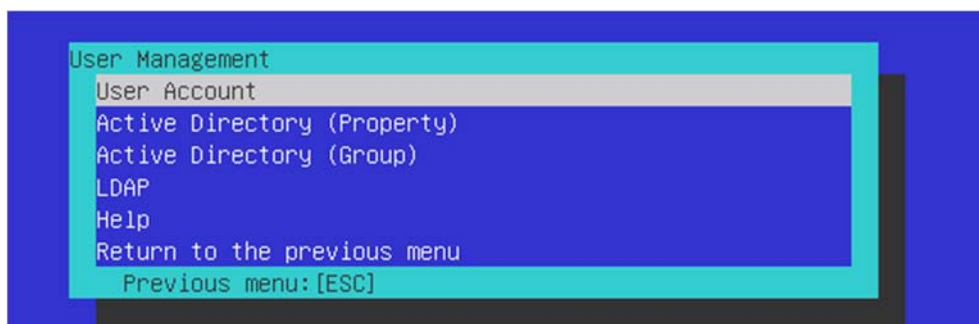 User Management
User Account
Active Directory (Property)
Active Directory (Group)
LDAP
Help
Return to the previous menu
Previous menu:[ESC]